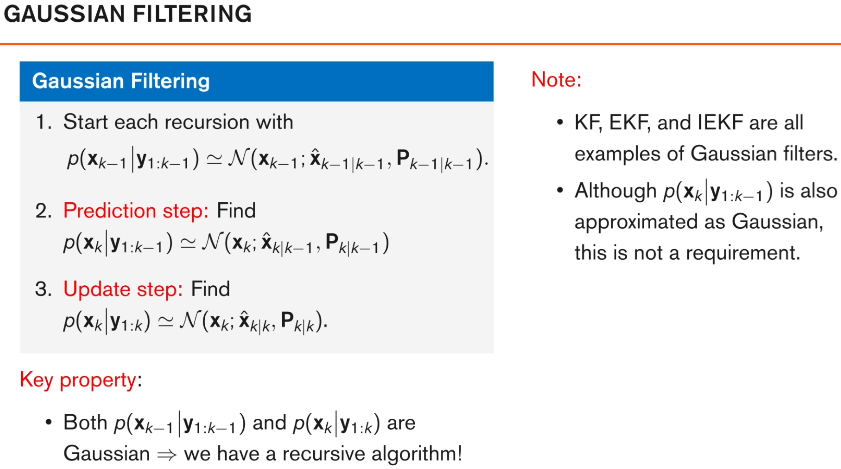 GAUSSIAN FILTERING
Gaussian Filtering
1. Start each recursion with
p(x_{k−1}|y_{1:k−1}) ≃ 𝒩(x_{k−1}; x̂_{k−1|k−1}, P_{k−1|k−1}).
2. Prediction step: Find
p(x_k|y_{1:k−1}) ≃ 𝒩(x_k; x̂_{k|k−1}, P_{k|k−1})
3. Update step: Find
p(x_k|y_{1:k}) ≃ 𝒩(x_k; x̂_{k|k}, P_{k|k}).
Key property:
• Both p(x_{k−1}|y_{1:k−1}) and p(x_k|y_{1:k}) are
Gaussian ⇒ we have a recursive algorithm!
Note:
• KF, EKF, and IEKF are all
examples of Gaussian filters.
• Although p(x_k|y_{1:k−1}) is also
approximated as Gaussian,
this is not a requirement.